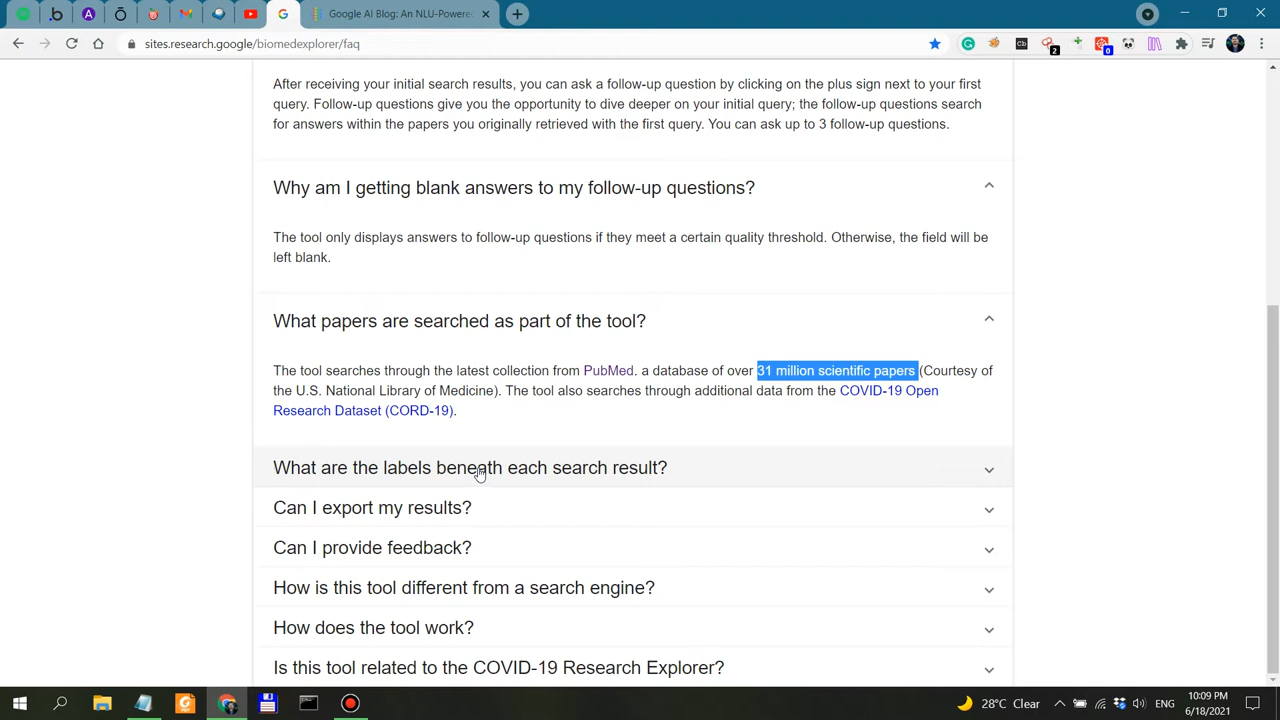 Google AI Blog: An NLU-Powere
sites.research.google/biomedexplorer/faq
2
0
After receiving your initial search results, you can ask a follow-up question by clicking on the plus sign next to your first
query. Follow-up questions give you the opportunity to dive deeper on your initial query; the follow-up questions search
for answers within the papers you originally retrieved with the first query. You can ask up to 3 follow-up questions.
Why am I getting blank answers to my follow-up questions?
The tool only displays answers to follow-up questions if they meet a certain quality threshold. Otherwise, the field will be
left blank.
What papers are searched as part of the tool?
The tool searches through the latest collection from PubMed. a database of over 31 million scientific papers (Courtesy of
the U.S. National Library of Medicine). The tool also searches through additional data from the COVID-19 Open
Research Dataset (CORD-19).
What are the labels beneath each search result?
Can I export my results?
Can I provide feedback?
How is this tool different from a search engine?
How does the tool work?
Is this tool related to the COVID-19 Research Explorer?
28°C Clear
ENG
10:09 PM
6/18/2021